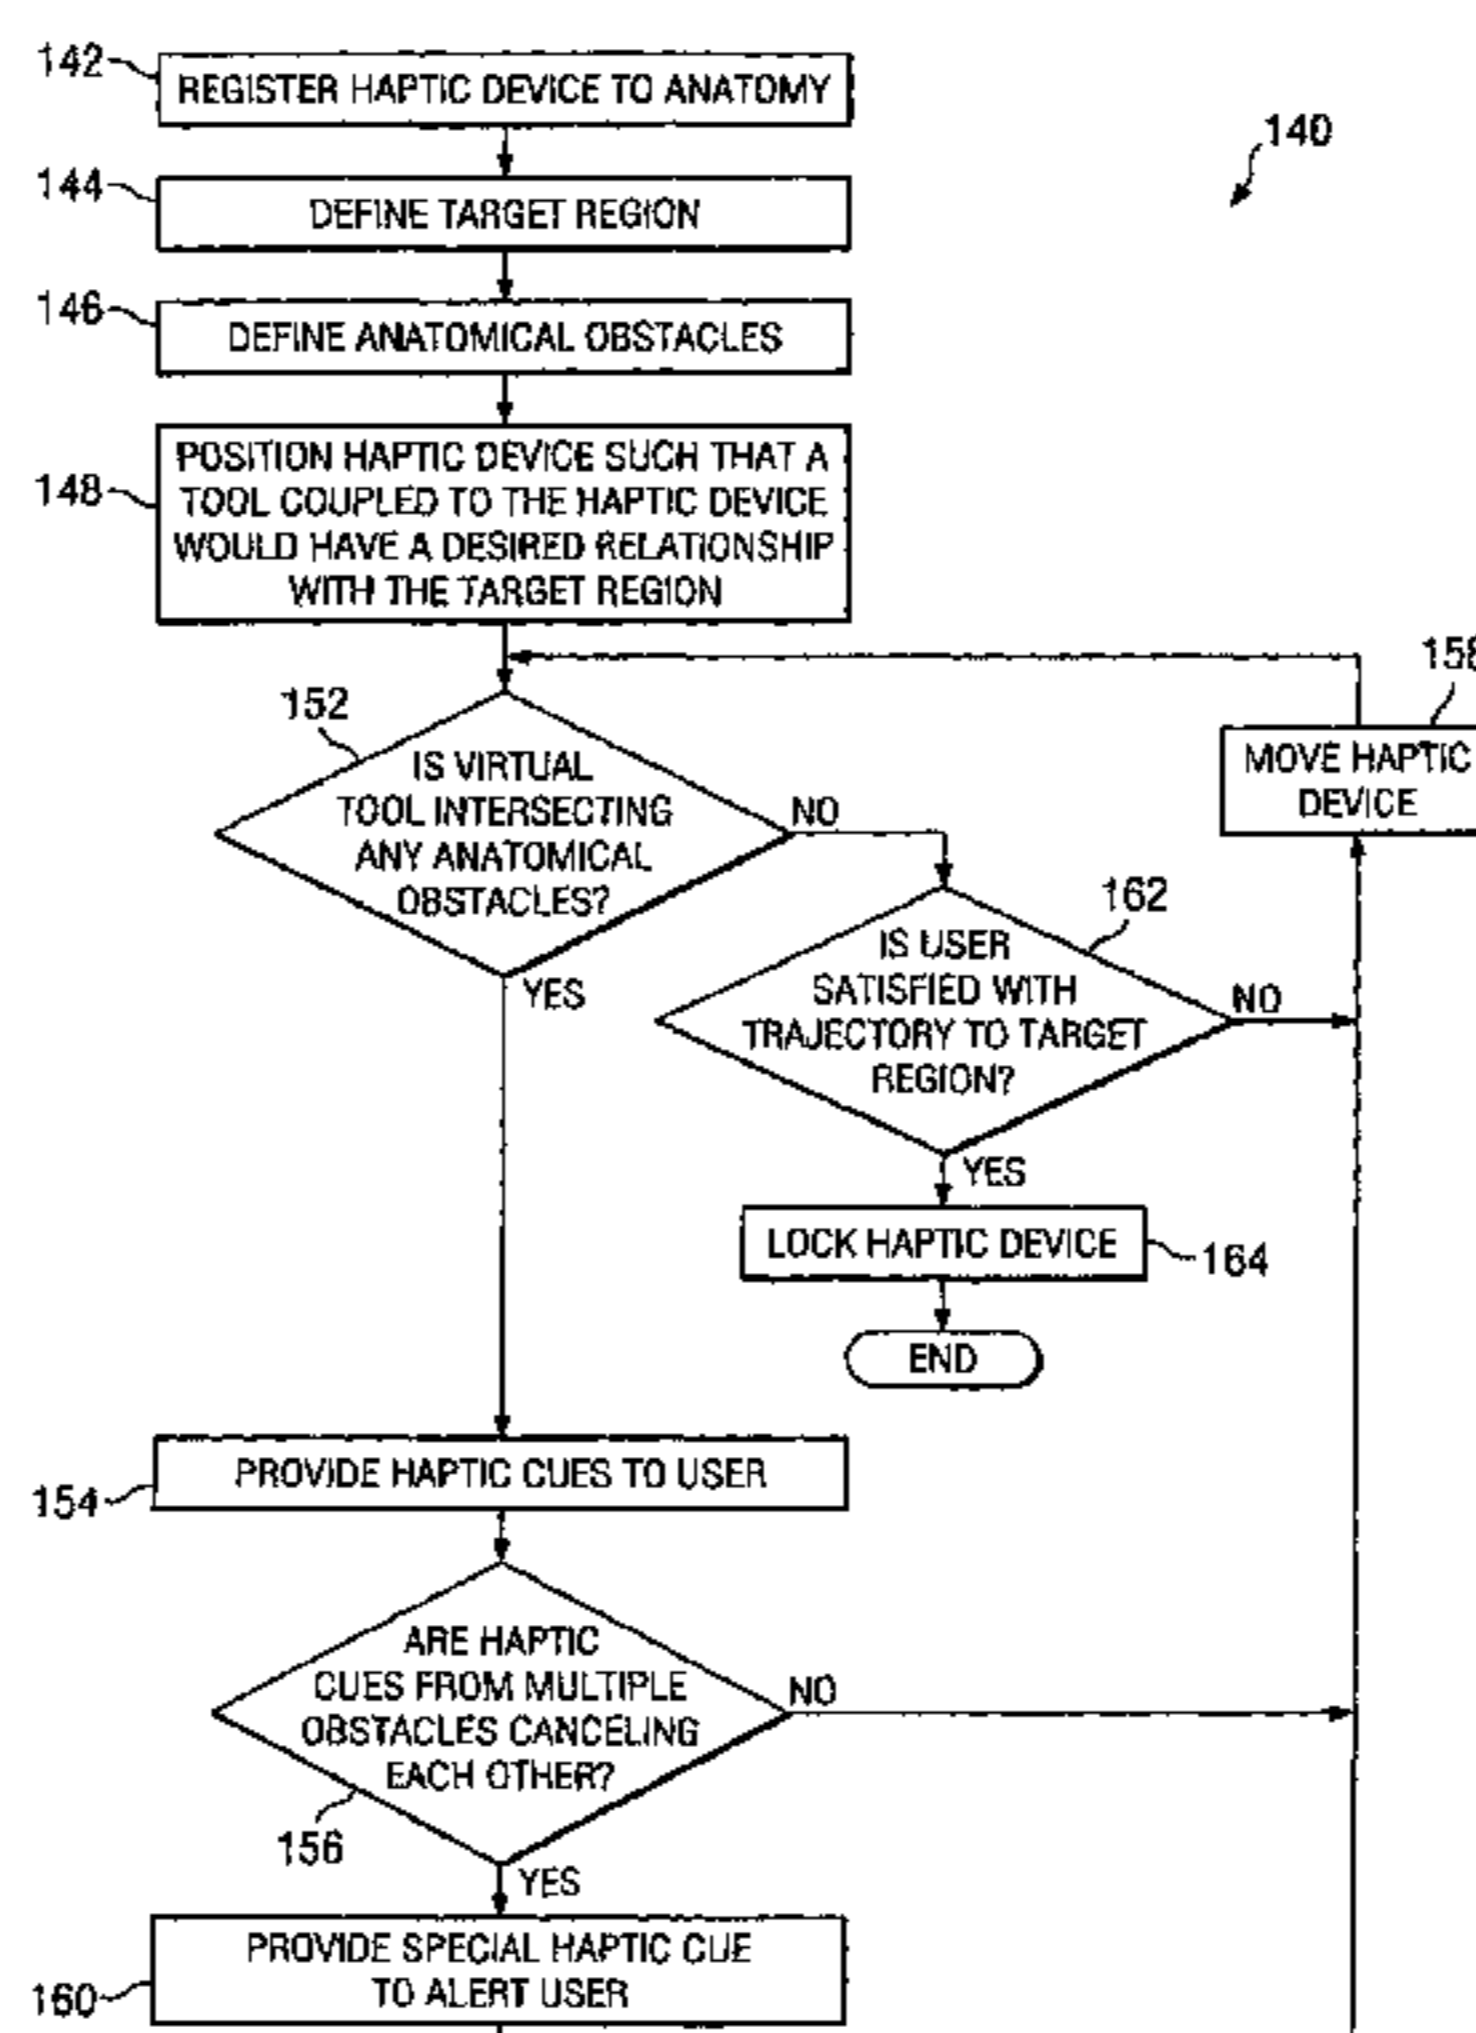 142
REGISTER HAPTIC DEVICE TO ANATOMY
140
144
DEFINE TARGET REGION
146
DEFINE ANATOMICAL OBSTACLES
148
POSITION HAPTIC DEVICE SUCH THAT A
TOOL COUPLED TO THE HAPTIC DEVICE
WOULD HAVE A DESIRED RELATIONSHIP
WITH THE TARGET REGION
158
MOVE HAPTIC
DEVICE
152
IS VIRTUAL
TOOL INTERSECTING
ANY ANATOMICAL
OBSTACLES?
NO
YES
162
IS USER
SATISFIED WITH
TRAJECTORY TO TARGET
REGION?
NO
YES
LOCK HAPTIC DEVICE
164
END
PROVIDE HAPTIC CUES TO USER
154
ARE HAPTIC
CUES FROM MULTIPLE
OBSTACLES CANCELING
EACH OTHER?
NO
156
YES
PROVIDE SPECIAL HAPTIC CUE
TO ALERT USER
160